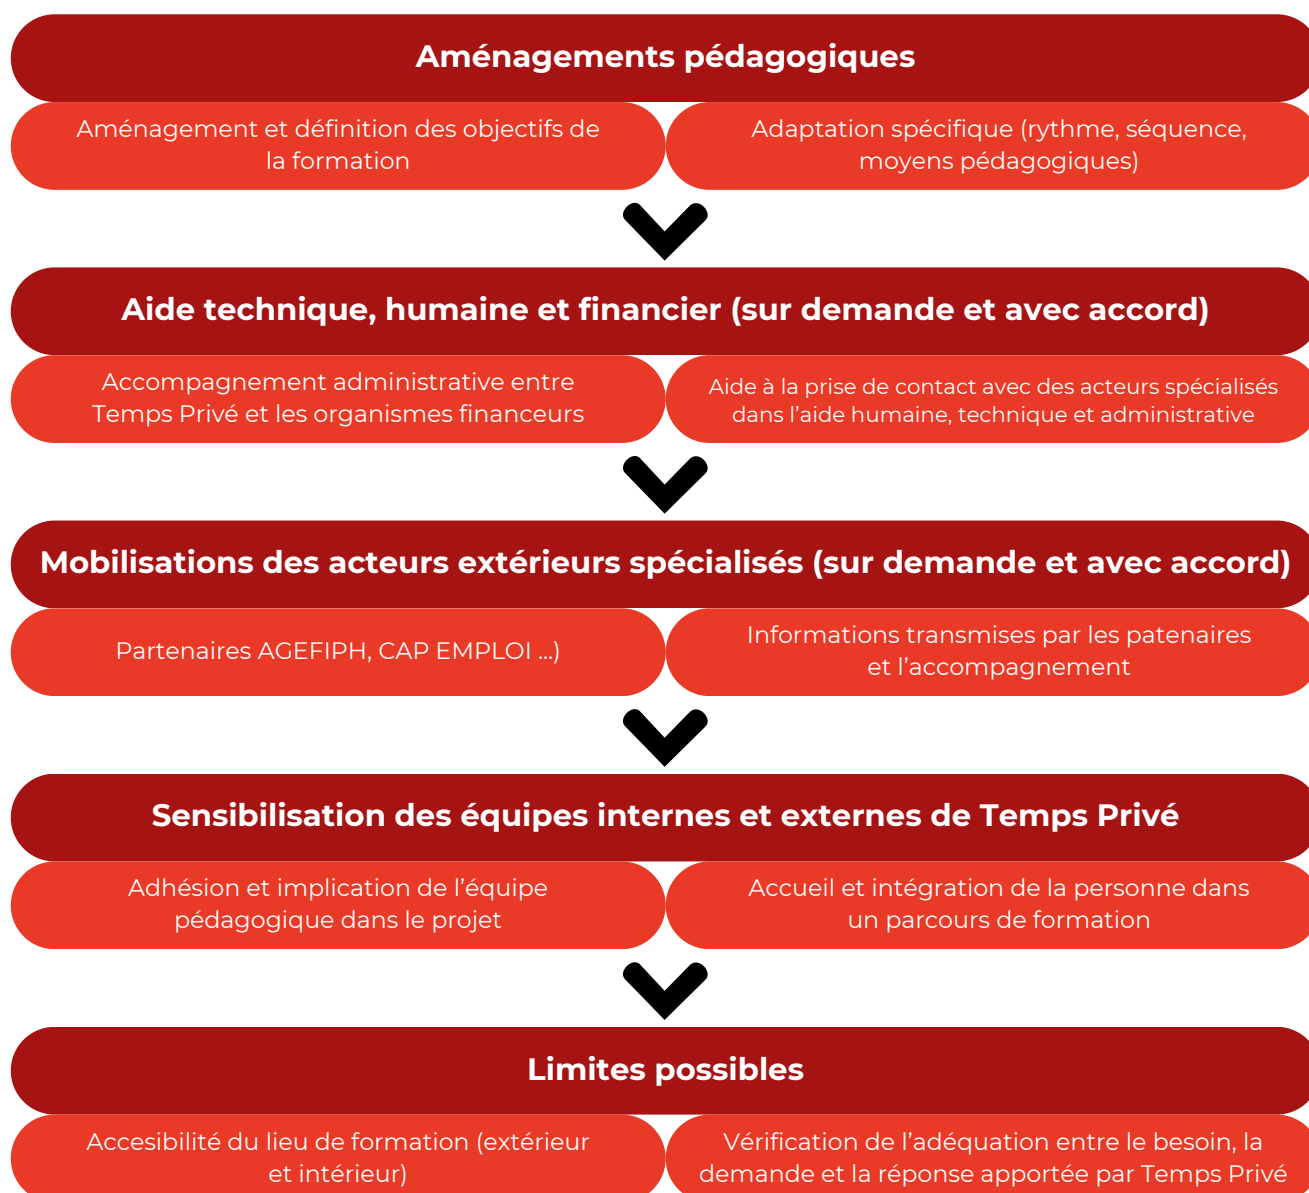 Aménagements pédagogiques
Aménagement et définition des objectifs de
la formation
Adaptation spécifique (rythme, séquence,
moyens pédagogiques)
Aide technique, humaine et financier (sur demande et avec accord)
Accompagnement administrative entre
Temps Privé et les organismes financeurs
Aide à la prise de contact avec des acteurs spécialisés
dans l’aide humaine, technique et administrative
Mobilisations des acteurs extérieurs spécialisés (sur demande et avec accord)
Partenaires AGEFIPH, CAP EMPLOI ...)
Informations transmises par les patenaires
et l’accompagnement
Sensibilisation des équipes internes et externes de Temps Privé
Adhésion et implication de l’équipe
pédagogique dans le projet
Accueil et intégration de la personne dans
un parcours de formation
Limites possibles
Accesibilité du lieu de formation (extérieur
et intérieur)
Vérification de l’adéquation entre le besoin, la
demande et la réponse apportée par Temps Privé